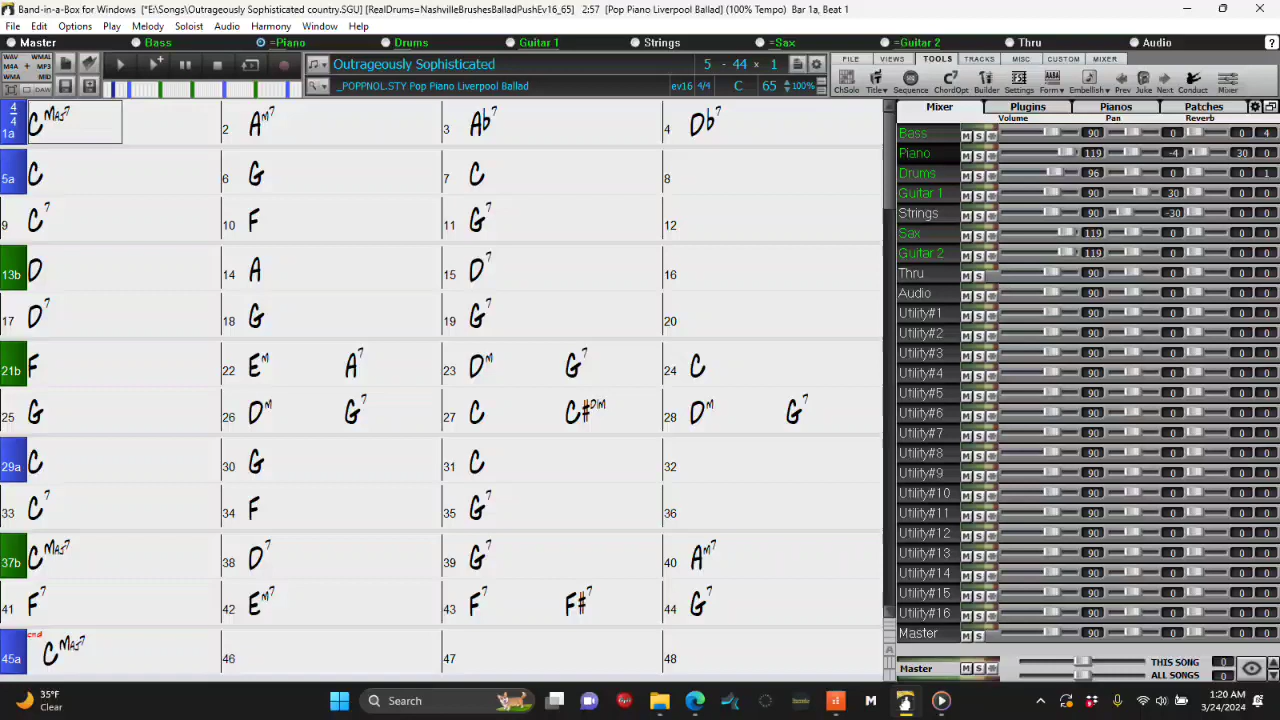 Band-in-a-Box for Windows [*E:\Songs\Outrageously Sophisticated country.SGU] [RealDrums=NashvilleBrushesBalladPushEv16_65] 2:57 [Pop Piano Liverpool Ballad] (100% Tempo) Bar 1a, Beat 1
File Edit Options Play Melody Soloist Audio Harmony Window Help
Master Bass =Piano Drums Guitar 1 Strings =Sax =Guitar 2 Thru Audio ?
WAV WMAL M4A MP3 WMA MID
Outrageously Sophisticated 5 - 44 x 1
_POPPNOL.STY Pop Piano Liverpool Ballad ev16 4/4 C 65 100%
FILE VIEWS TOOLS TRACKS MISC CUSTOM MIXER
ChSolo Title Sequence ChordOpt Builder Settings Form Embellish Prev Juke Next Conduct Mixer
4/4 1a CMaj7 2 Am7 3 Ab7 4 Db7
5a C 6 G 7 C 8
9 C7 10 F 11 G7 12
13b D 14 A 15 D7 16
17 D7 18 G 19 G7 20
21b F 22 Em A7 23 Dm G7 24 C
25 G 26 Dm G7 27 C C#dim 28 Dm G7
29a C 30 G 31 C 32
33 C7 34 F 35 G7 36
37b CMaj7 38 D7 39 G7 40 Am7
41 F7 42 Em7 43 F7 F#7 44 G7
end
45a CMaj7 46 47 48
Mixer Plugins Pianos Patches
Volume Pan Reverb
Bass M S 90 0 0 4
Piano M S 119 -4 30 0
Drums M S 96 0 0 1
Guitar 1 M S 90 30 0 0
Strings M S 90 -30 0 0
Sax M S 119 0 0 0
Guitar 2 M S 119 0 0 0
Thru M S 90 0 0 0
Audio M S 90 0 0 0
Utility#1 M S 90 0 0 0
Utility#2 M S 90 0 0 0
Utility#3 M S 90 0 0 0
Utility#4 M S 90 0 0 0
Utility#5 M S 90 0 0 0
Utility#6 M S 90 0 0 0
Utility#7 M S 90 0 0 0
Utility#8 M S 90 0 0 0
Utility#9 M S 90 0 0 0
Utility#10 M S 90 0 0 0
Utility#11 M S 90 0 0 0
Utility#12 M S 90 0 0 0
Utility#13 M S 90 0 0 0
Utility#14 M S 90 0 0 0
Utility#15 M S 90 0 0 0
Utility#16 M S 90 0 0 0
Master M S 90 0 0 0
Master M S THIS SONG 0
ALL SONGS 0
35°F
Clear
Search
1:20 AM
3/24/2024